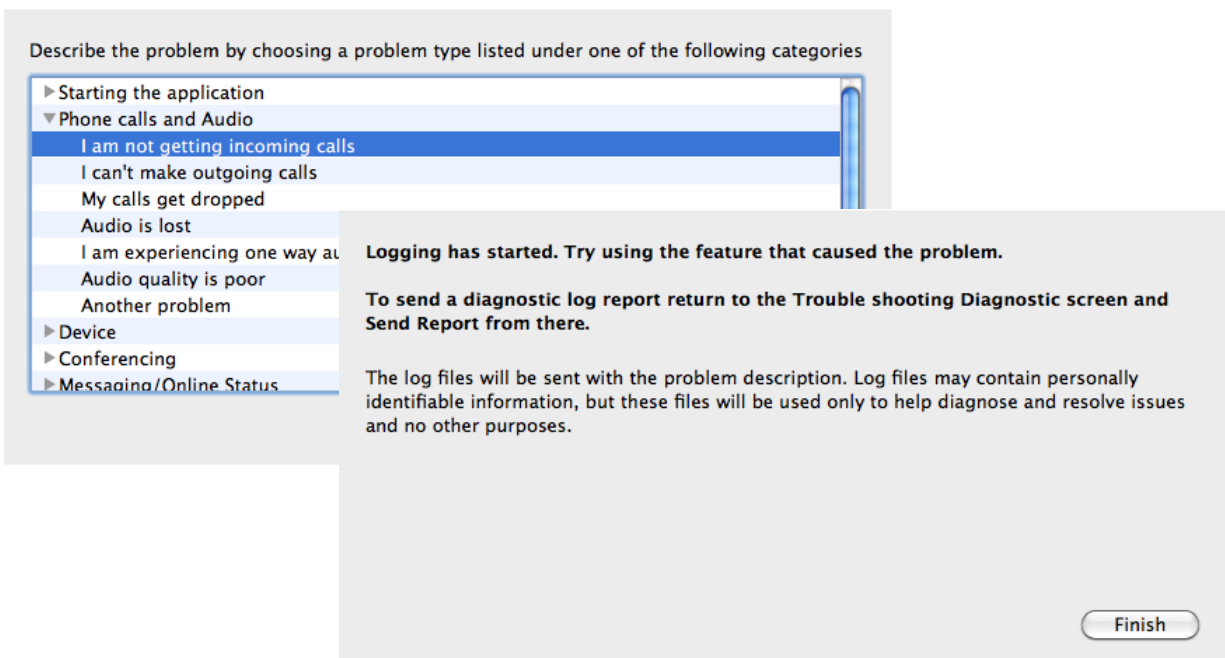 Describe the problem by choosing a problem type listed under one of the following categories
Starting the application
Phone calls and Audio
I am not getting incoming calls
I can't make outgoing calls
My calls get dropped
Audio is lost
I am experiencing one way
Audio quality is poor
Another problem
Device
Conferencing
Messaging/Online Status
Logging has started. Try using the feature that caused the problem.
To send a diagnostic log report return to the Trouble shooting Diagnostic screen and
Send Report from there.
The log files will be sent with the problem description. Log files may contain personally
identifiable information, but these files will be used only to help diagnose and resolve issues
and no other purposes.
Finish